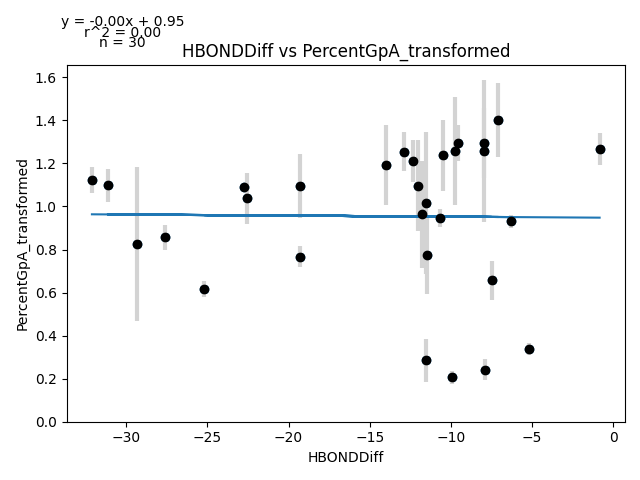 y = -0.00x + 0.95
r^2 = 0.00
n = 30
HBONDDiff vs PercentGpA_transformed
1.6
1.4
1.2
1.0
0.8
0.6
0.4
0.2
0.0
PercentGpA_transformed
−30 −25 −20 −15 −10 −5 0
HBONDDiff